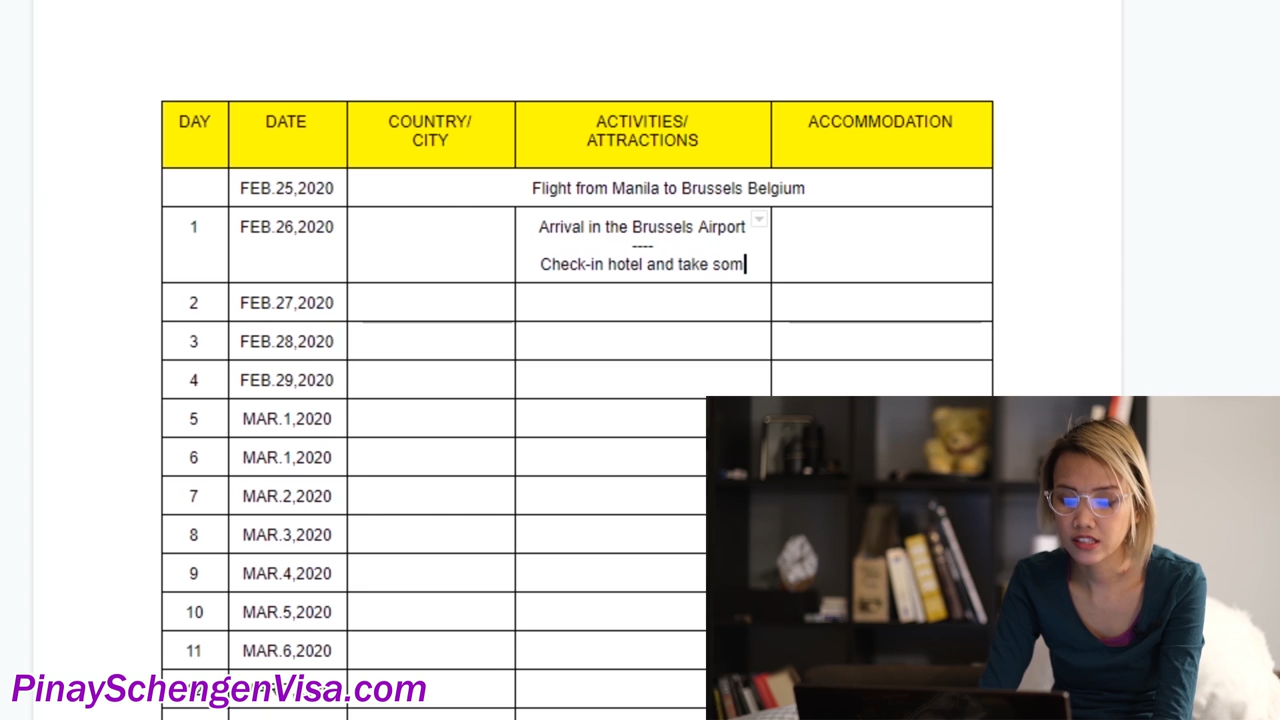 DAY DATE COUNTRY/ ACTIVITIES/ ACCOMMODATION
CITY ATTRACTIONS
FEB.25,2020 Flight from Manila to Brussels Belgium
1 FEB.26,2020 Arrival in the Brussels Airport
----
Check-in hotel and take som
2 FEB.27,2020
3 FEB.28,2020
4 FEB.29,2020
5 MAR.1,2020
6 MAR.1,2020
7 MAR.2,2020
8 MAR.3,2020
9 MAR.4,2020
10 MAR.5,2020
11 MAR.6,2020
PinaySchengenVisa.com